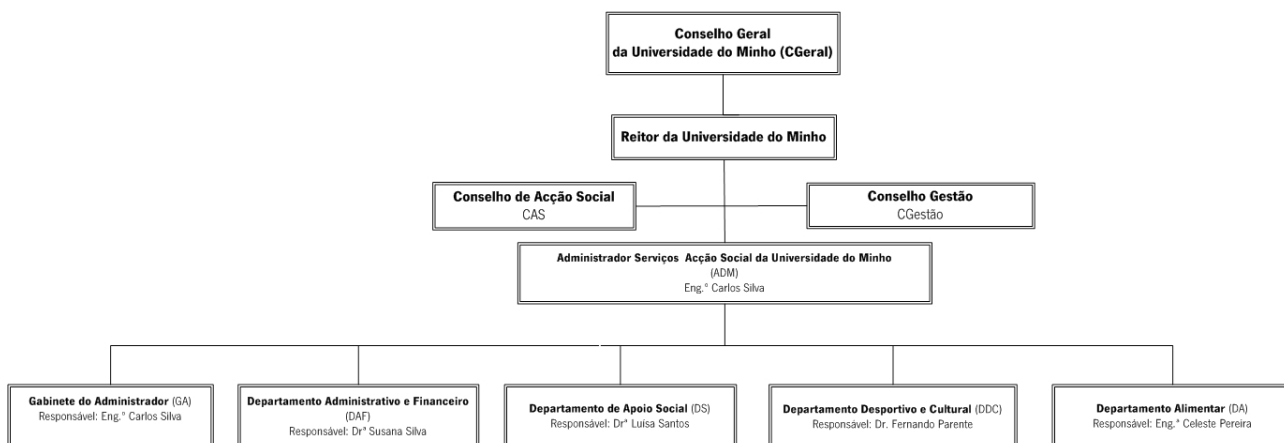 Conselho Geral
da Universidade do Minho (CGeral)
Reitor da Universidade do Minho
Conselho de Acção Social
CAS
Conselho Gestão
CGestão
Administrador Serviços Acção Social da Universidade do Minho
(ADM)
Eng.º Carlos Silva
Gabinete do Administrador (GA)
Responsável: Eng.º Carlos Silva
Departamento Administrativo e Financeiro
(DAF)
Responsável: Drª Susana Silva
Departamento de Apoio Social (DS)
Responsável: Drª Luísa Santos
Departamento Desportivo e Cultural (DDC)
Responsável: Dr. Fernando Parente
Departamento Alimentar (DA)
Responsável: Eng.ª Celeste Pereira